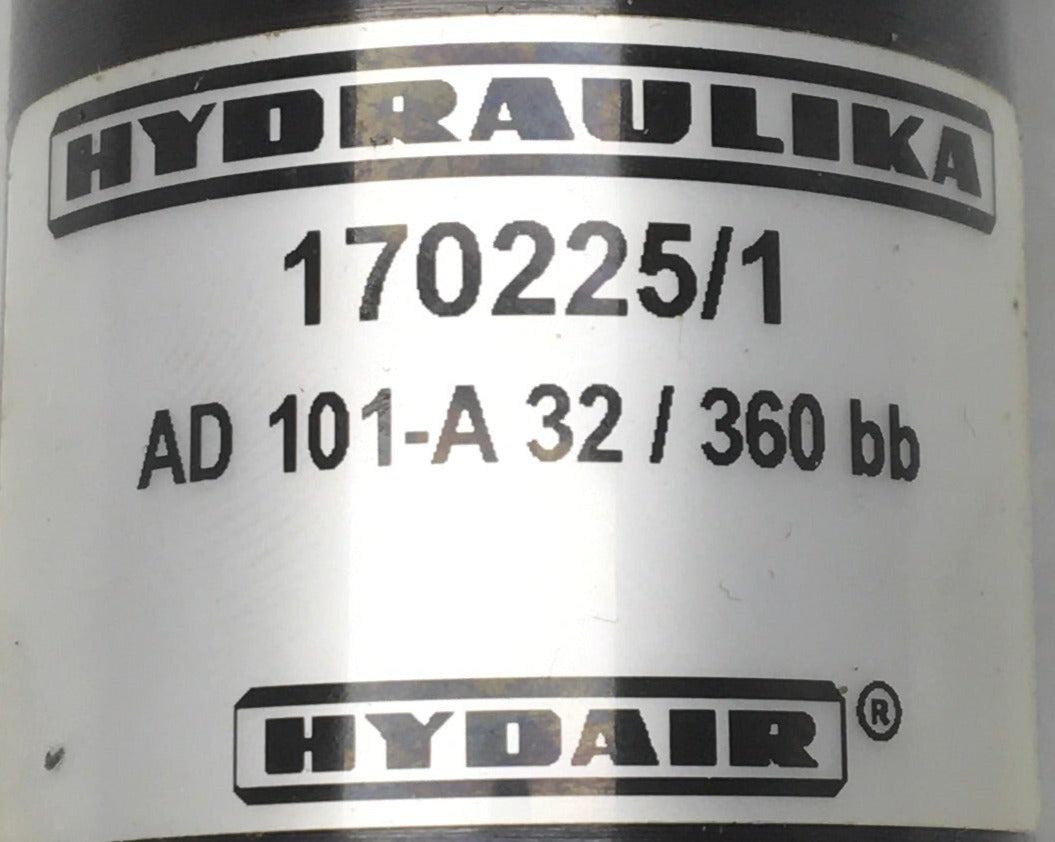 HYDRAULIKA
170225/1
AD 101-A 32 / 360 bb
HYDAIR ®